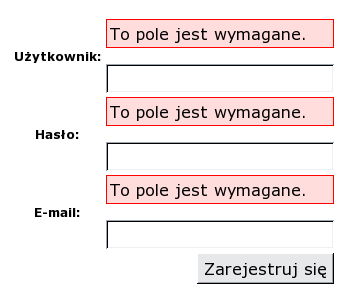 To pole jest wymagane.
Użytkownik:
To pole jest wymagane.
Hasło:
To pole jest wymagane.
E-mail:
Zarejestruj się